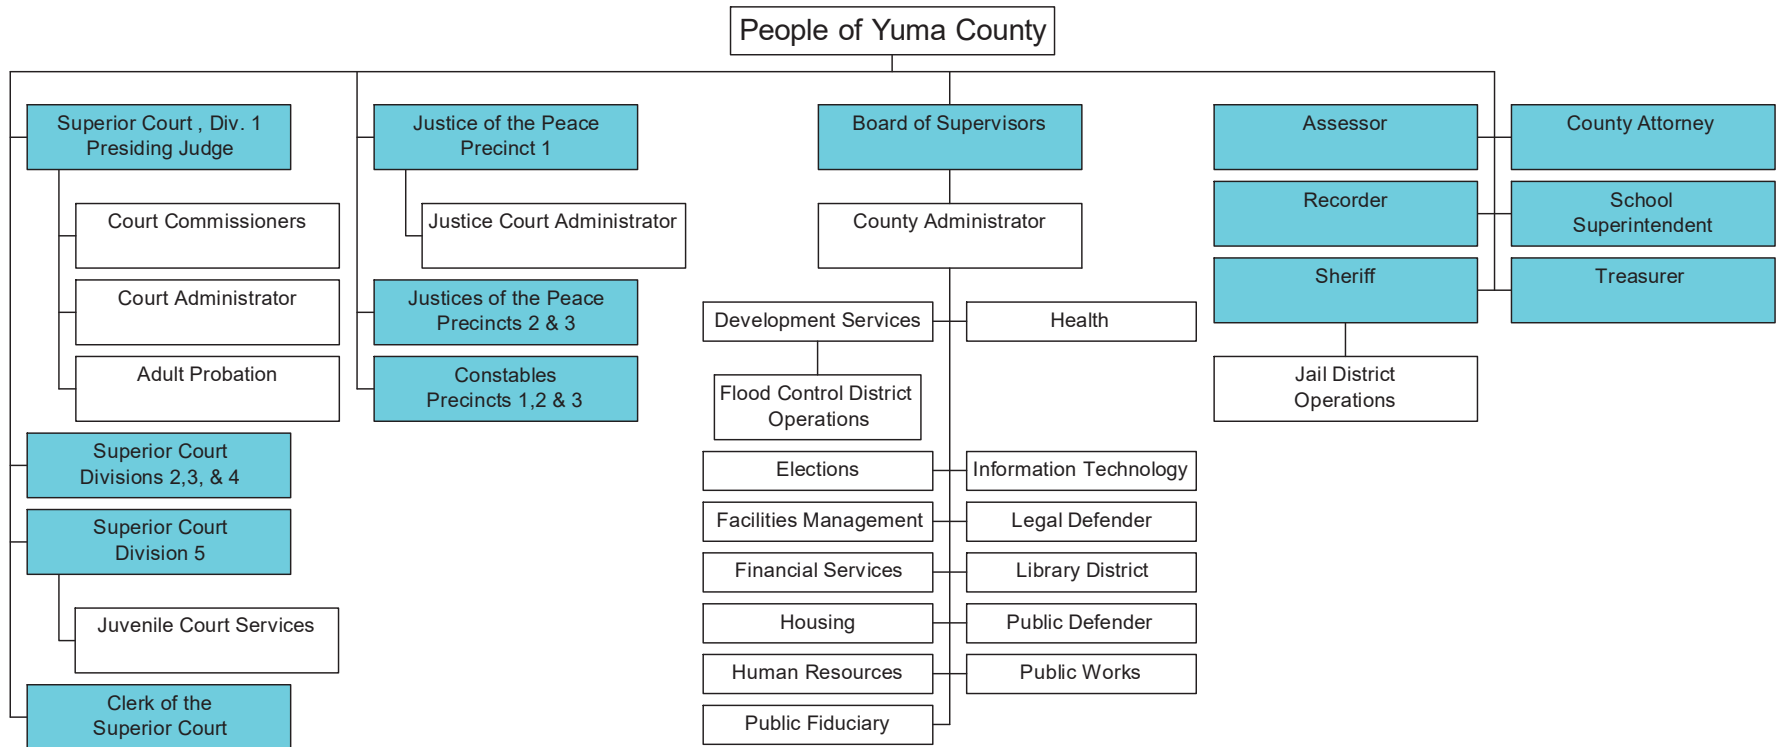 People of Yuma County
Superior Court , Div. 1
Presiding Judge
Court Commissioners
Court Administrator
Adult Probation
Superior Court
Divisions 2,3, & 4
Superior Court
Division 5
Juvenile Court Services
Clerk of the
Superior Court
Justice of the Peace
Precinct 1
Justice Court Administrator
Justices of the Peace
Precincts 2 & 3
Constables
Precincts 1,2 & 3
Board of Supervisors
County Administrator
Development Services
Health
Flood Control District
Operations
Elections
Information Technology
Facilities Management
Legal Defender
Financial Services
Library District
Housing
Public Defender
Human Resources
Public Works
Public Fiduciary
Assessor
County Attorney
Recorder
School
Superintendent
Sheriff
Treasurer
Jail District
Operations